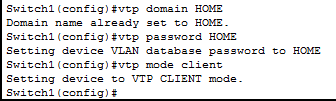 Switch1(config)#vtp domain HOME
Domain name already set to HOME.
Switch1(config)#vtp password HOME
Setting device VLAN database password to HOME
Switch1(config)#vtp mode client
Setting device to VTP CLIENT mode.
Switch1(config)#